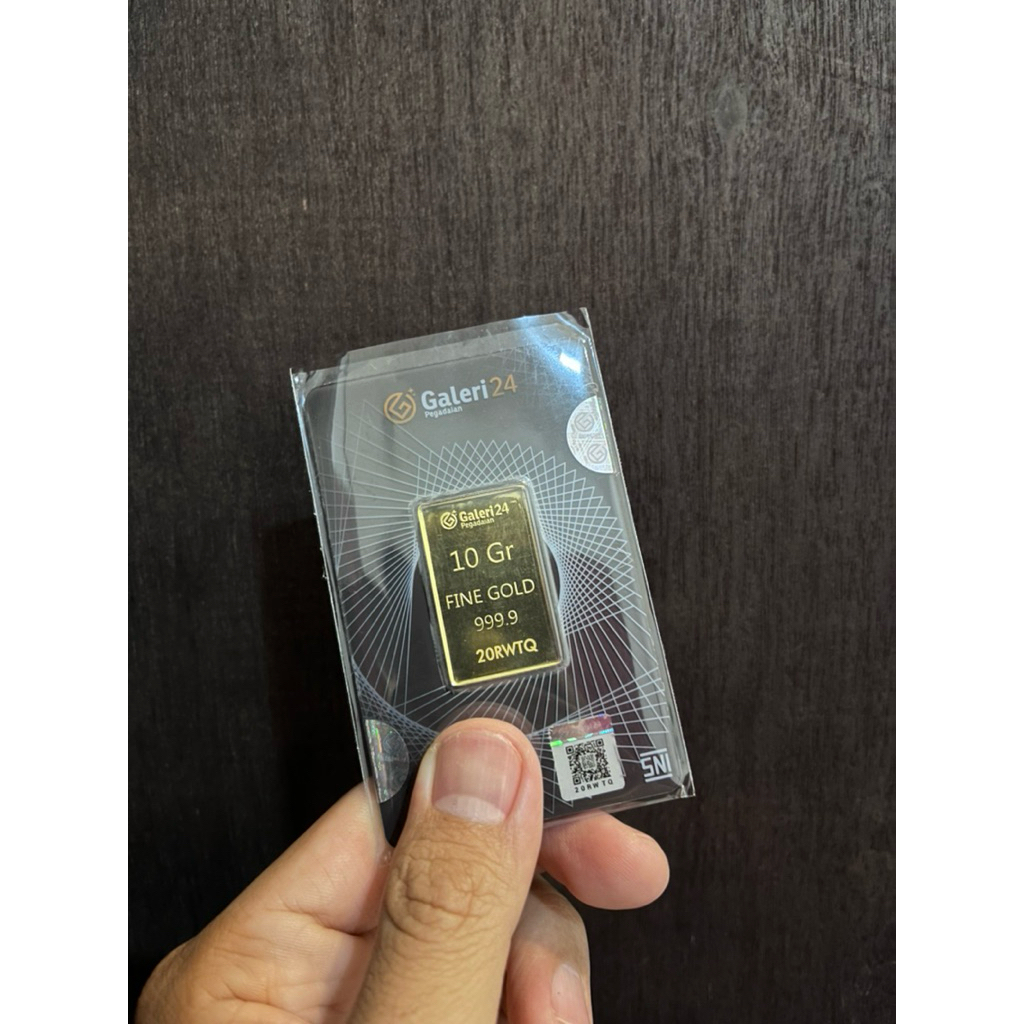 Galeri24
Pegadaian
Galeri24
Pegadaian
10 Gr
FINE GOLD
999.9
20RWTQ
20RWTQ
SNI